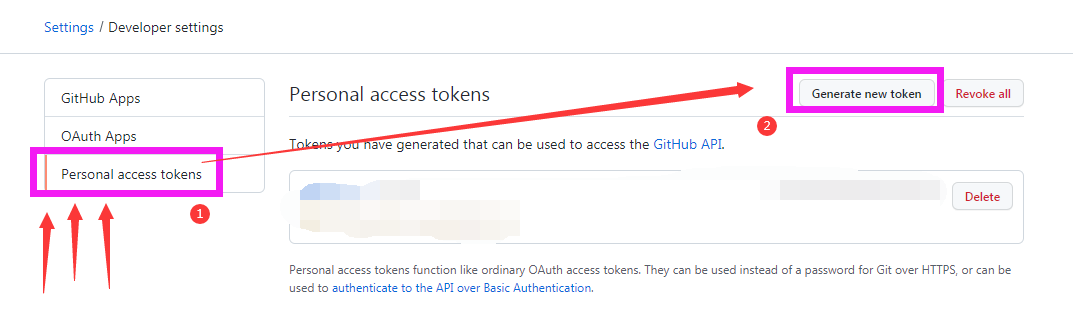 Settings / Developer settings
GitHub Apps
OAuth Apps
Personal access tokens
1
Personal access tokens
Generate new token
Revoke all
2
Tokens you have generated that can be used to access the GitHub API.
Delete
Personal access tokens function like ordinary OAuth access tokens. They can be used instead of a password for Git over HTTPS, or can be
used to authenticate to the API over Basic Authentication.